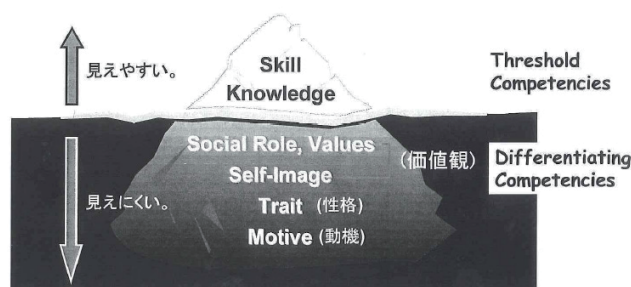 見えやすい。
Skill
Knowledge
Threshold
Competencies
Social Role, Values
(価値観)
Self-Image
Trait (性格)
Motive (動機)
見えにくい。
Differentiating
Competencies